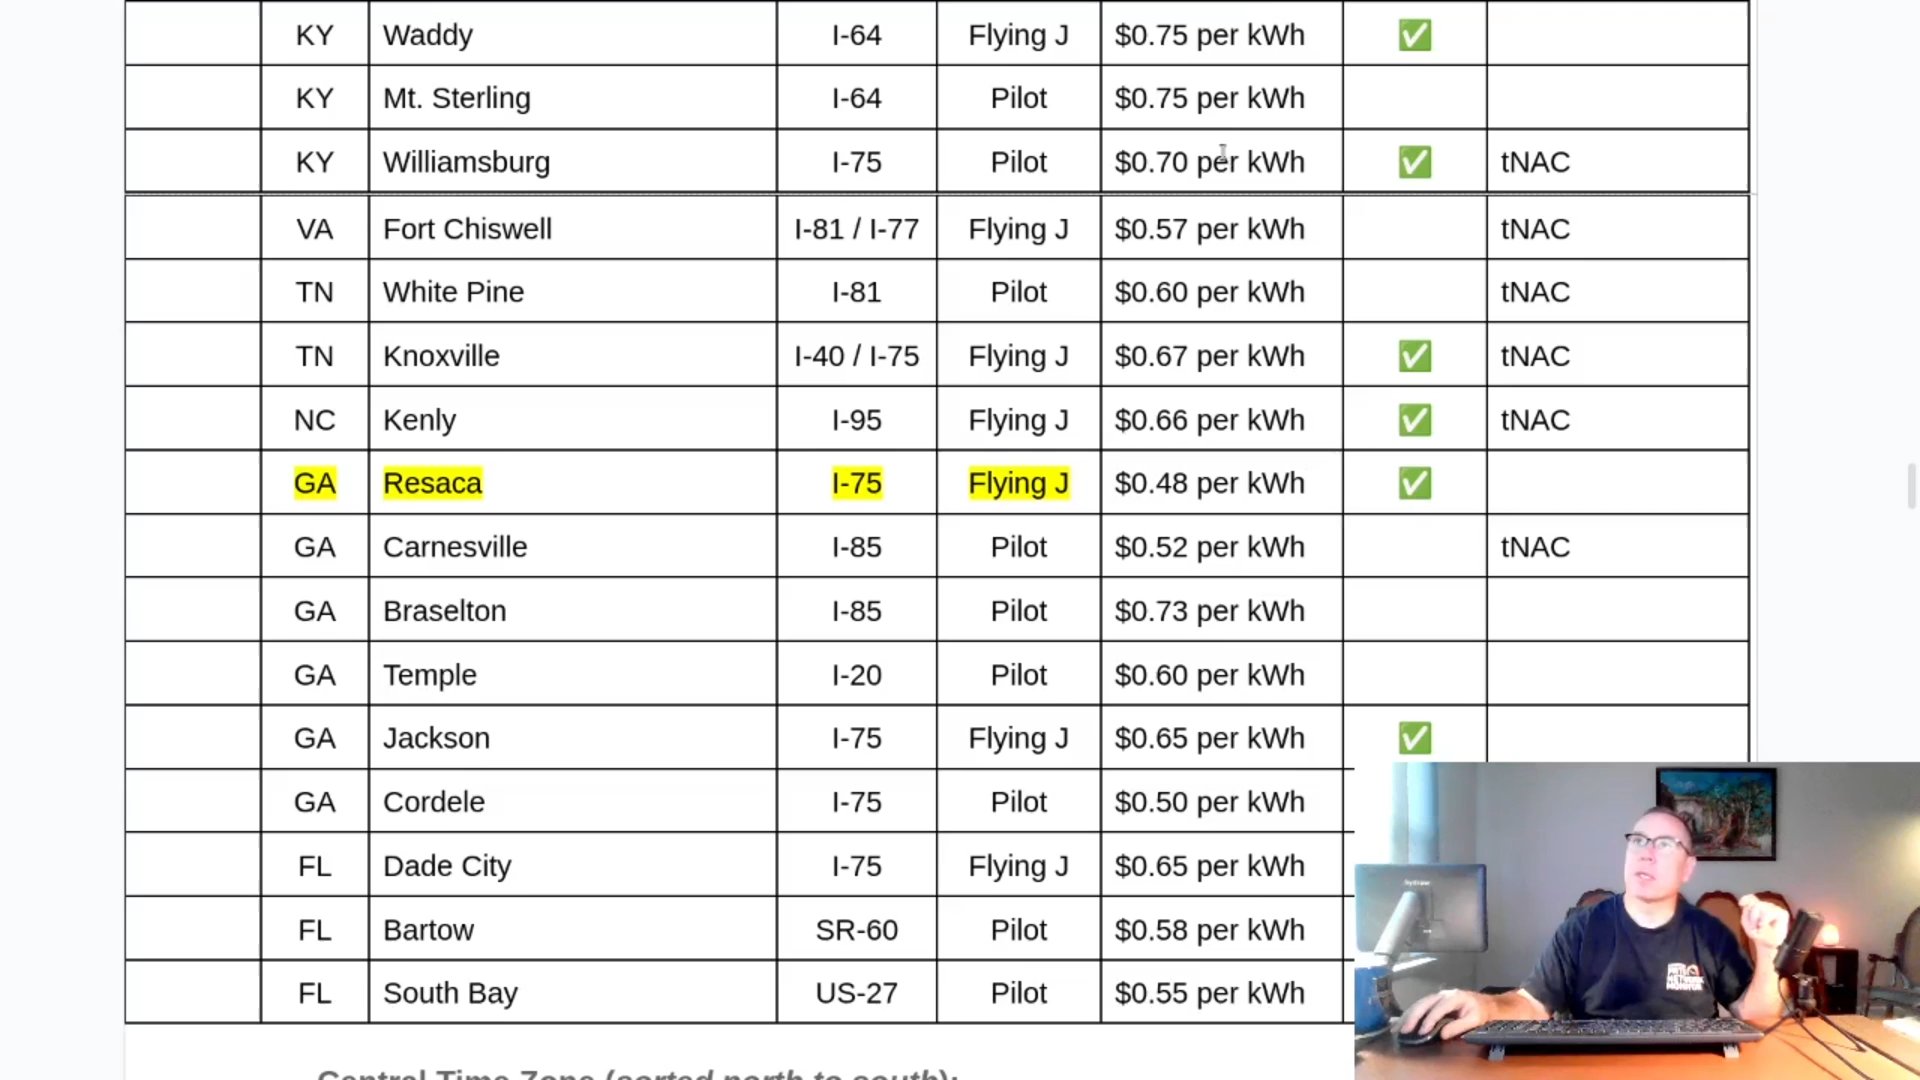 KY Waddy I-64 Flying J $0.75 per kWh ✅
KY Mt. Sterling I-64 Pilot $0.75 per kWh
KY Williamsburg I-75 Pilot $0.70 per kWh ✅ tNAC
VA Fort Chiswell I-81 / I-77 Flying J $0.57 per kWh tNAC
TN White Pine I-81 Pilot $0.60 per kWh tNAC
TN Knoxville I-40 / I-75 Flying J $0.67 per kWh ✅ tNAC
NC Kenly I-95 Flying J $0.66 per kWh ✅ tNAC
GA Resaca I-75 Flying J $0.48 per kWh ✅
GA Carnesville I-85 Pilot $0.52 per kWh tNAC
GA Braselton I-85 Pilot $0.73 per kWh
GA Temple I-20 Pilot $0.60 per kWh
GA Jackson I-75 Flying J $0.65 per kWh ✅
GA Cordele I-75 Pilot $0.50 per kWh
FL Dade City I-75 Flying J $0.65 per kWh
FL Bartow SR-60 Pilot $0.58 per kWh
FL South Bay US-27 Pilot $0.55 per kWh
Central Time Zone (sorted north to south):
NETWORK
MONITOR